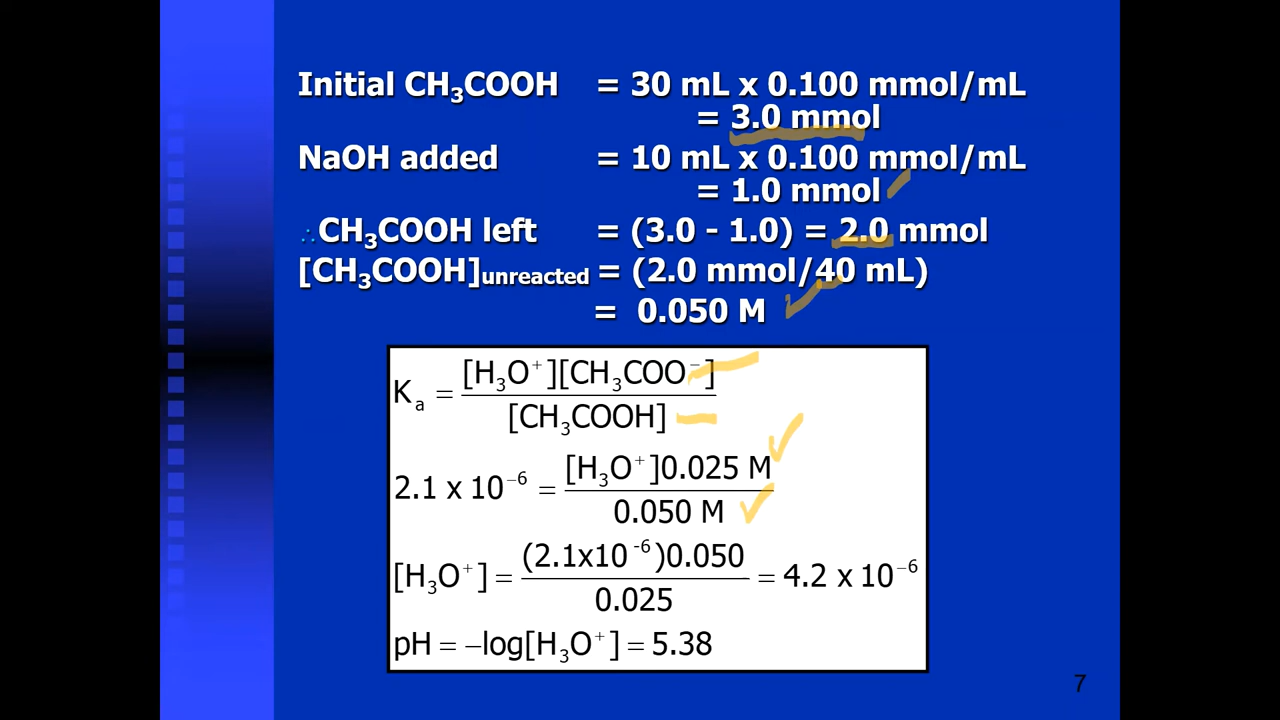 Initial CH₃COOH = 30 mL x 0.100 mmol/mL
= 3.0 mmol
NaOH added = 10 mL x 0.100 mmol/mL
= 1.0 mmol
∴CH₃COOH left = (3.0 - 1.0) = 2.0 mmol
[CH₃COOH]unreacted = (2.0 mmol/40 mL)
= 0.050 M
Kₐ = [H₃O⁺][CH₃COO⁻] / [CH₃COOH]
2.1 x 10⁻⁶ = [H₃O⁺]0.025 M / 0.050 M
[H₃O⁺] = (2.1x10⁻⁶)0.050 / 0.025 = 4.2 x 10⁻⁶
pH = −log[H₃O⁺] = 5.38
7